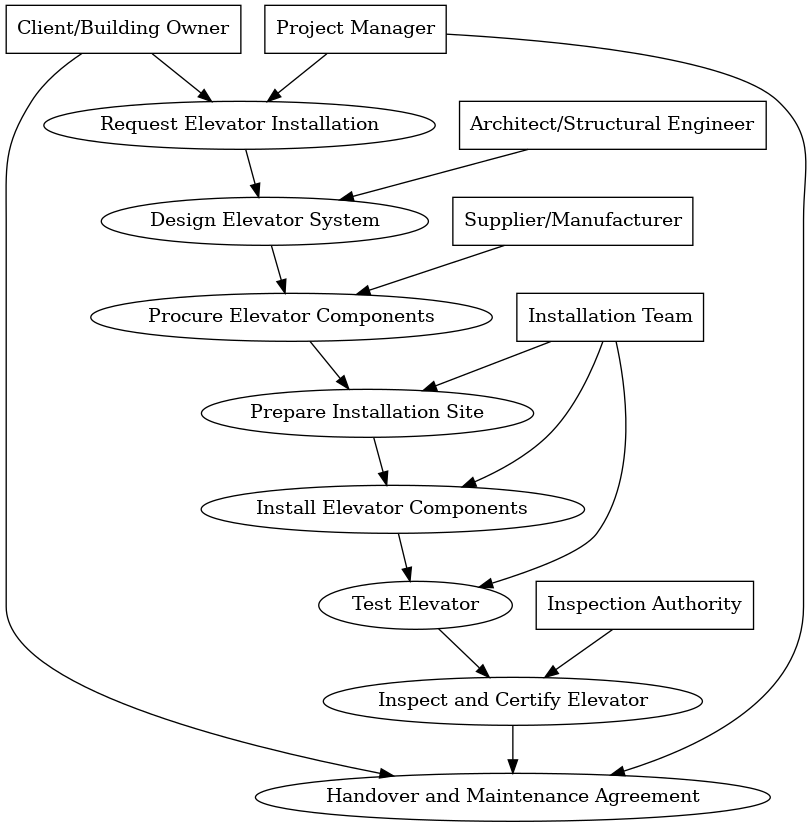 Client/Building Owner
Project Manager
Request Elevator Installation
Architect/Structural Engineer
Design Elevator System
Supplier/Manufacturer
Procure Elevator Components
Installation Team
Prepare Installation Site
Install Elevator Components
Test Elevator
Inspection Authority
Inspect and Certify Elevator
Handover and Maintenance Agreement